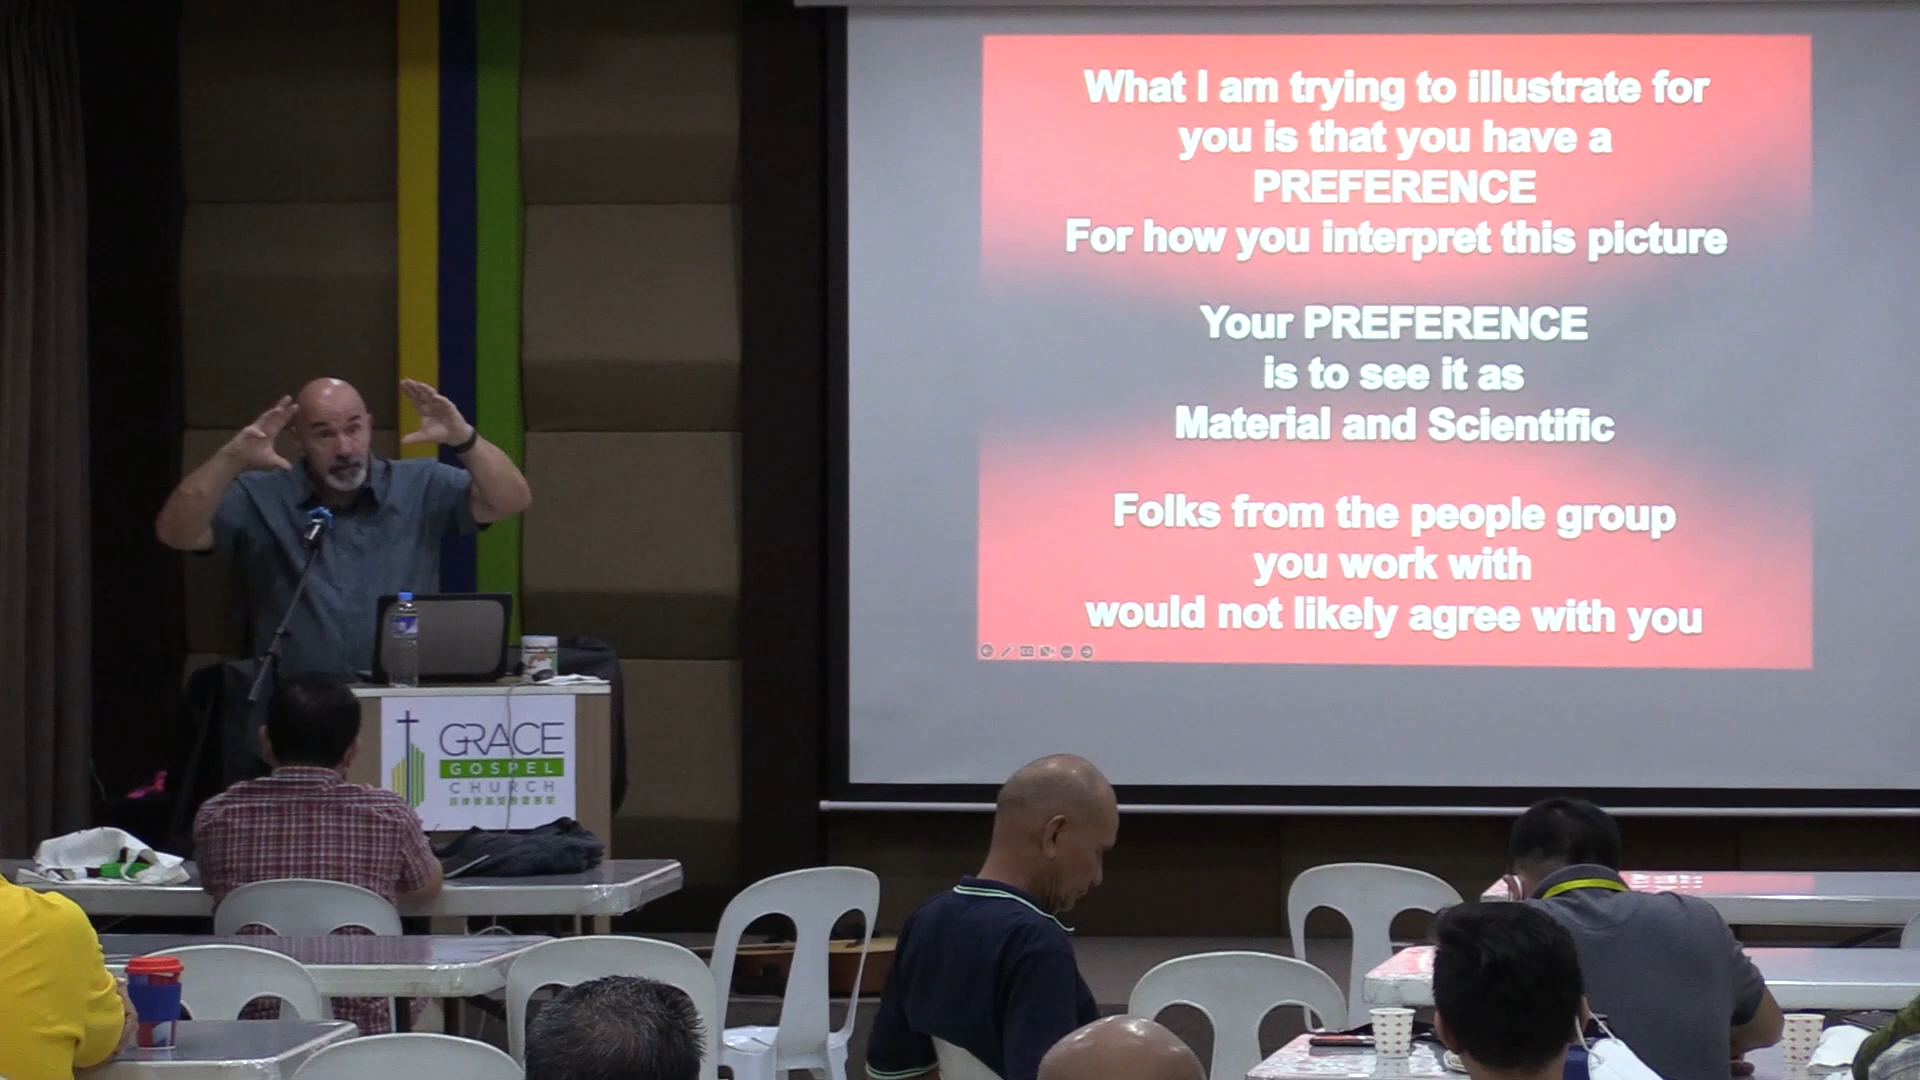 What I am trying to illustrate for
you is that you have a
PREFERENCE
For how you interpret this picture
Your PREFERENCE
is to see it as
Material and Scientific
Folks from the people group
you work with
would not likely agree with you
GRACE
GOSPEL
CHURCH